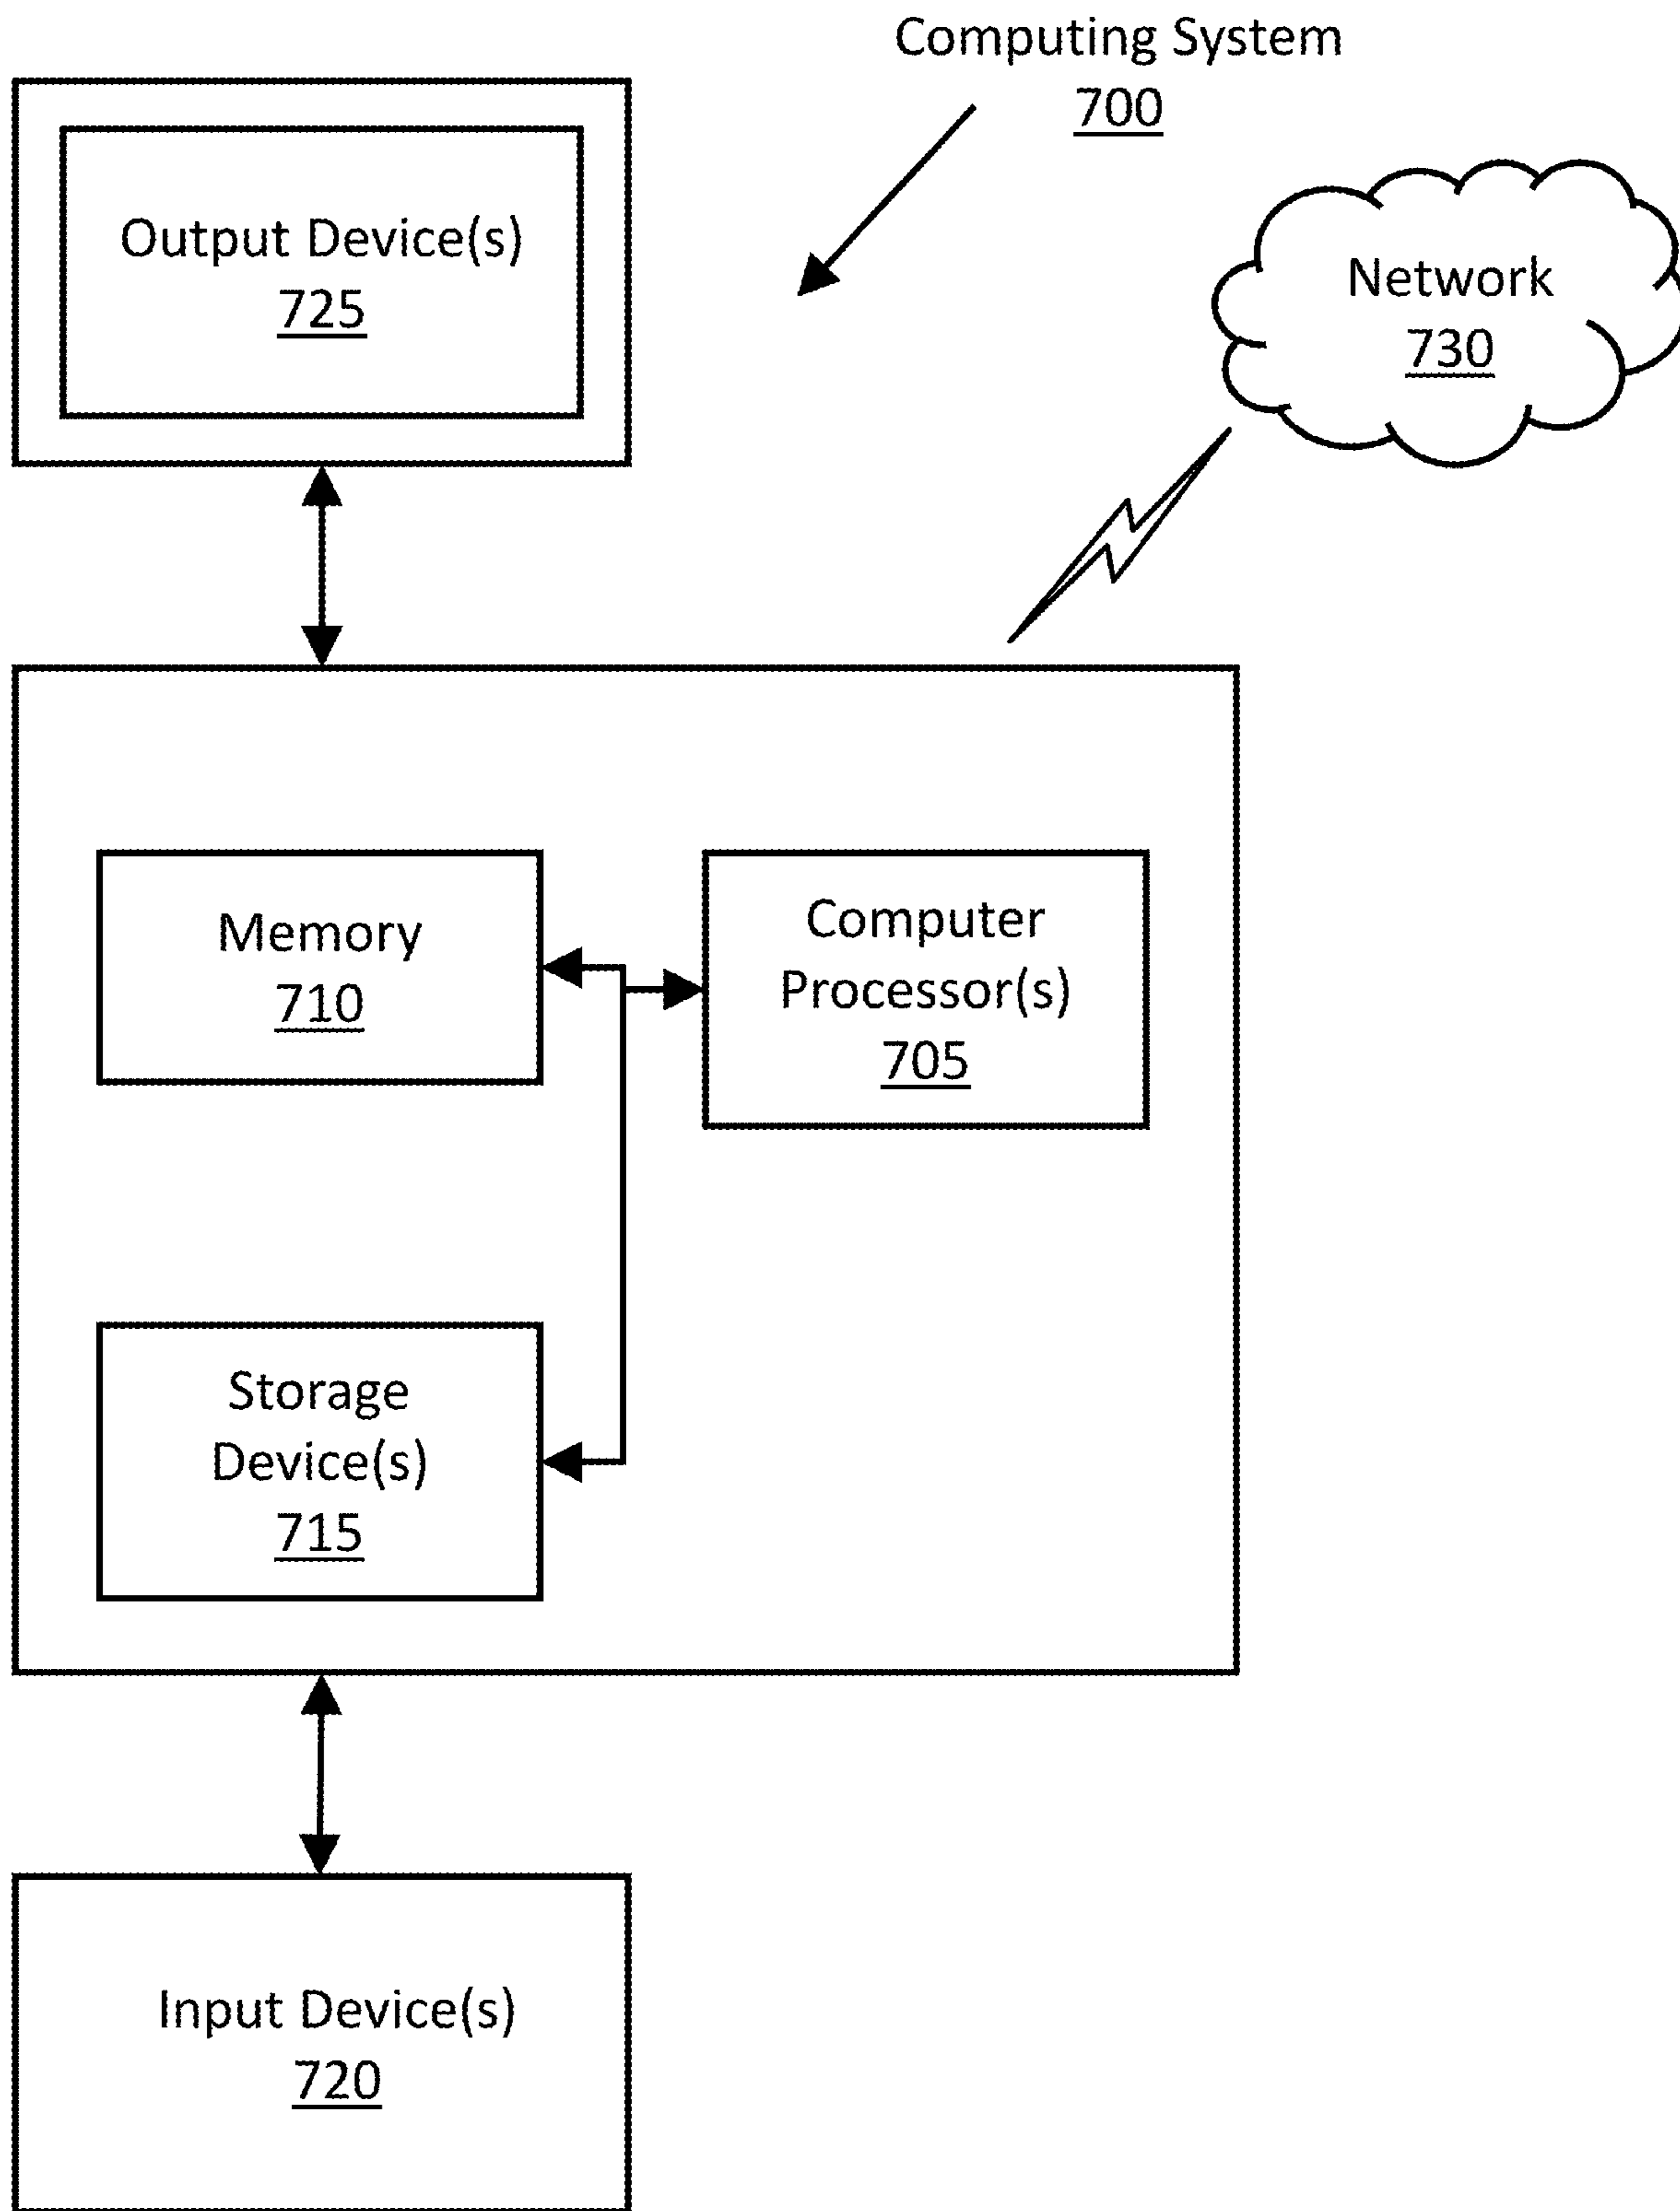 Computing System
700
Output Device(s)
725
Network
730
Memory
710
Computer
Processor(s)
705
Storage
Device(s)
715
Input Device(s)
720